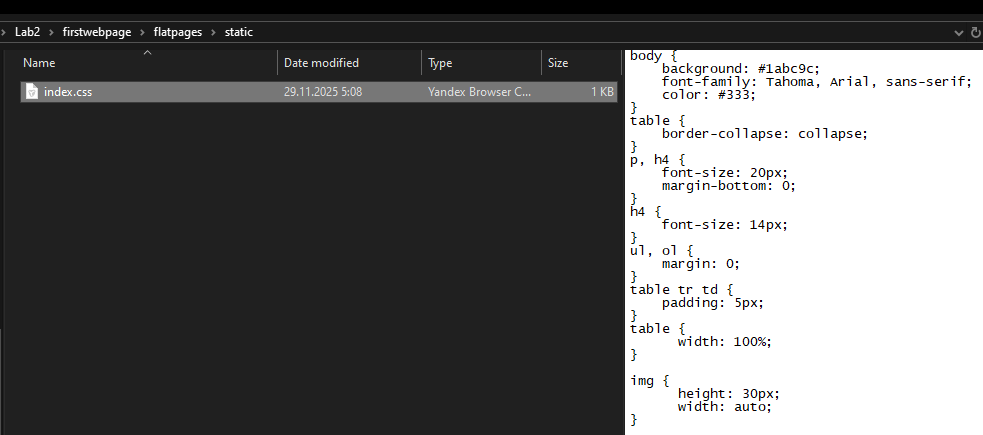 Lab2 > firstwebpage > flatpages > static
Name Date modified Type Size
index.css 29.11.2025 5:08 Yandex Browser C... 1 KB
body {
    background: #1abc9c;
    font-family: Tahoma, Arial, sans-serif;
    color: #333;
}
table {
    border-collapse: collapse;
}
p, h4 {
    font-size: 20px;
    margin-bottom: 0;
}
h4 {
    font-size: 14px;
}
ul, ol {
    margin: 0;
}
table tr td {
    padding: 5px;
}
table {
      width: 100%;
}

img {
      height: 30px;
      width: auto;
}